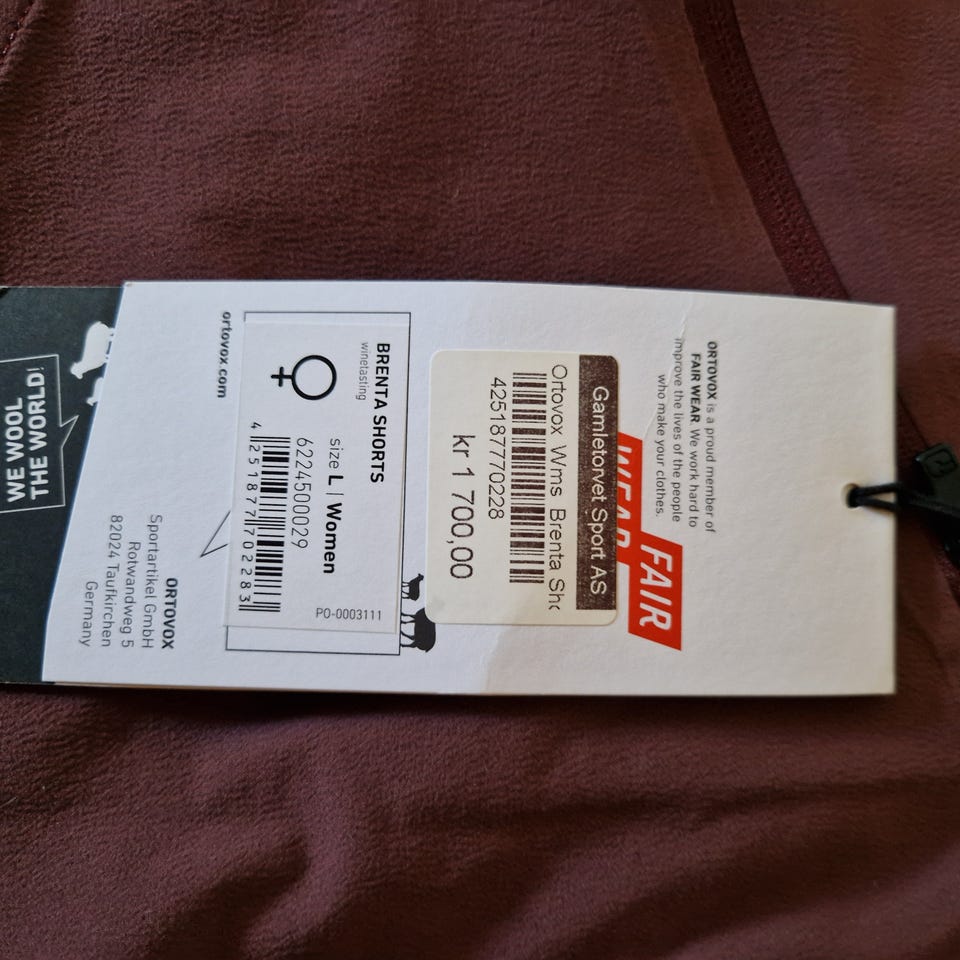 ORTOVOX is a proud member of
FAIR WEAR. We work hard to
improve the lives of the people
who make your clothes.
FAIR
WEAR
Gamletorvet Sport AS
Ortovox Wms Brenta Sho
4251877770228
kr 1 700,00
BRENTA SHORTS
winetasting
size L | Women
6224500029
4 251877 702283
PO-0003111
ortovox.com
ORTOVOX
Sportartikel GmbH
Rotwandweg 5
82024 Taufkirchen
Germany
WE WOOL
THE WORLD!